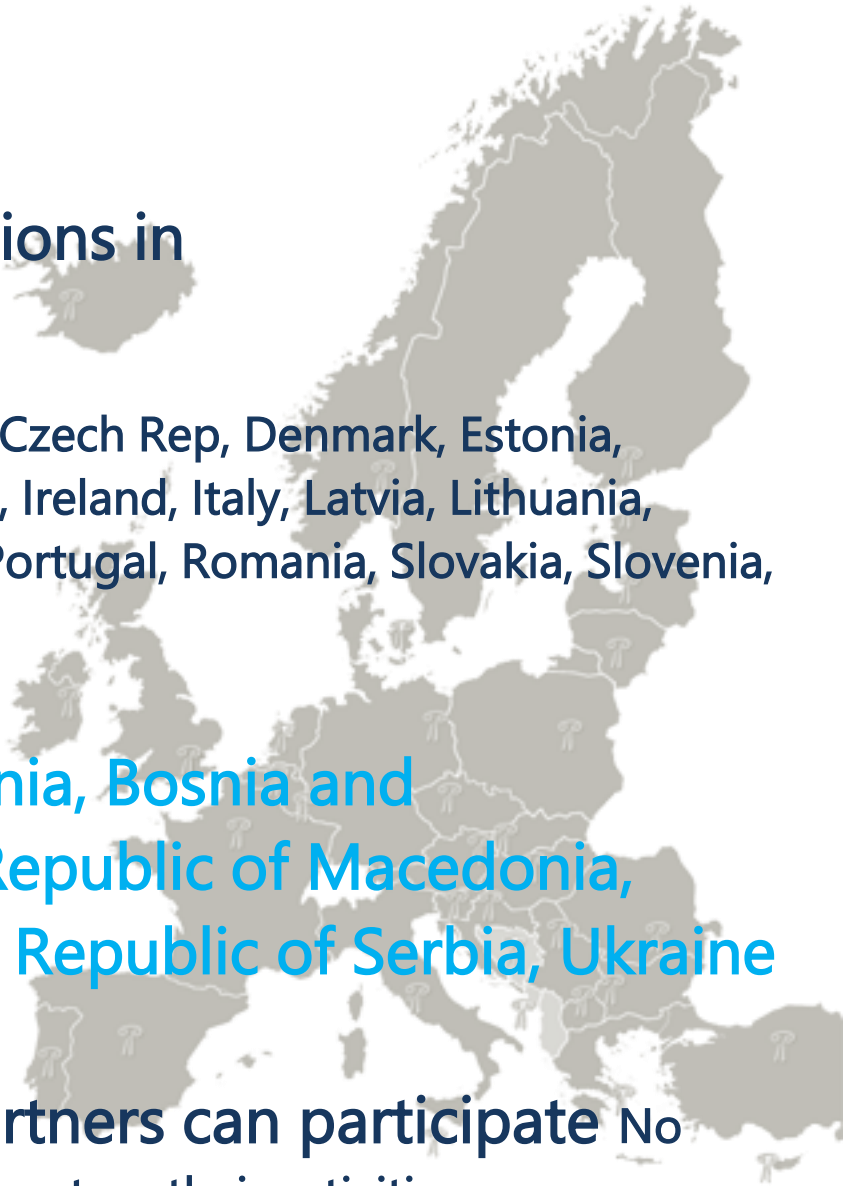 ions in
Czech Rep, Denmark, Estonia,
, Ireland, Italy, Latvia, Lithuania,
Portugal, Romania, Slovakia, Slovenia,
nia, Bosnia and
Republic of Macedonia,
Republic of Serbia, Ukraine
rtners can participate No